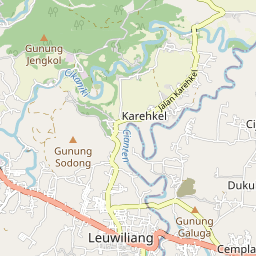 Gunung
Jengkol
Cikaniki
Jalan Karehkel
Karehkel
Cianten
Ci
Gunung
Sodong
Duku
Gunung
Galuga
Leuwiliang
Cempla